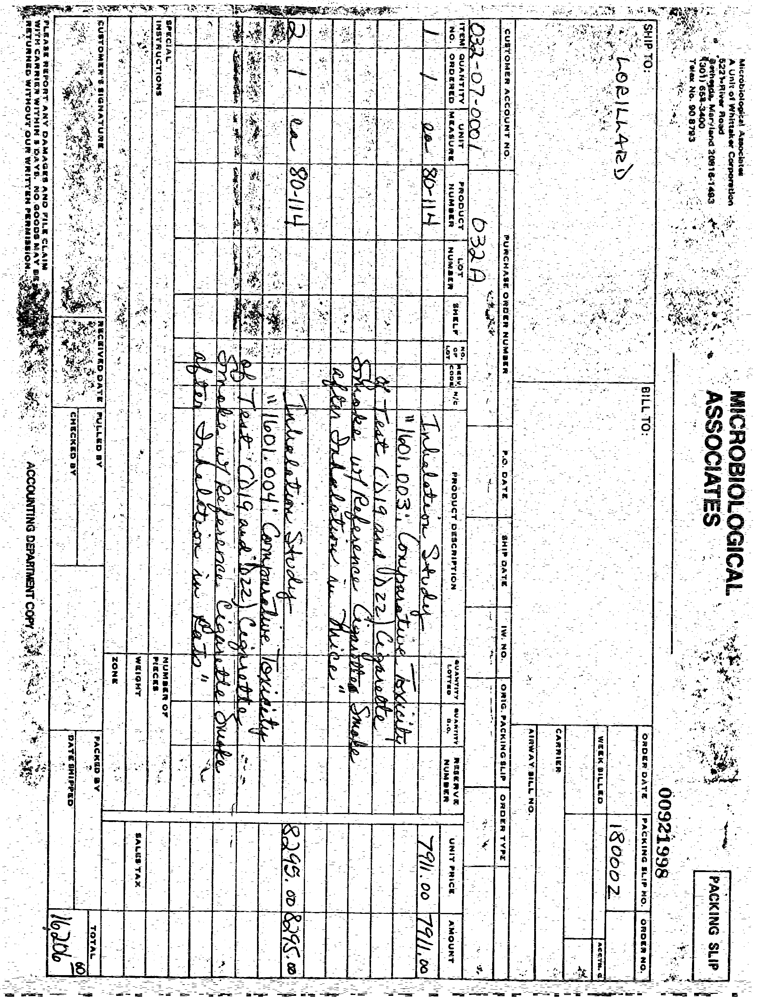 Microbiological Associates
A Unit of Whittaker Corporation
5221 River Road
Bethesda, Maryland 20816-1493
(301) 654-3400
Telex No. 90 8793
MICROBIOLOGICAL
ASSOCIATES
PACKING SLIP
00921998
SHIP TO:
LORILLARD
BILL TO:
ORDER DATE PACKING SLIP NO. ORDER NO.
180002
WEEK BILLED
CARRIER
AIRWAY BILL NO.
CUSTOMER ACCOUNT NO. PURCHASE ORDER NUMBER P.O. DATE SHIP DATE IW. NO. ORIG. PACKING SLIP ORDER TYPE
032-07-0001 032A
ITEM NO. QUANTITY ORDERED UNIT MEASURE PRODUCT NUMBER LOT NUMBER SHELF NO. OF LOT RESV/ CODE N/C PRODUCT DESCRIPTION QUANTITY LOTTED QUANTITY B.O. RESERVE NUMBER UNIT PRICE AMOUNT
1 1 ea 80-114 Inhalation Study 7911.00 7911.00
"1601.003: Comparative Toxicity
of Test (D19 and D22) Cigarette
Smoke w/ Reference Cigarettes Smoke
after Inhalation in Mice"
2 1 ea 80-114 Inhalation Study 8295.00 8295.00
"1601.004: Comparative Toxicity
of Test (D19 and D22) Cigarette
Smoke w/ Reference Cigarette Smoke
after Inhalation in Rats"
SPECIAL INSTRUCTIONS
NUMBER OF PIECES
WEIGHT
ZONE
SALES TAX
CUSTOMER'S SIGNATURE RECEIVED DATE PULLED BY
CHECKED BY
PACKED BY
DATE SHIPPED
TOTAL
16206.00
PLEASE REPORT ANY DAMAGES AND FILE CLAIM
WITH CARRIER WITHIN 5 DAYS. NO GOODS MAY BE
RETURNED WITHOUT OUR WRITTEN PERMISSION.
ACCOUNTING DEPARTMENT COPY